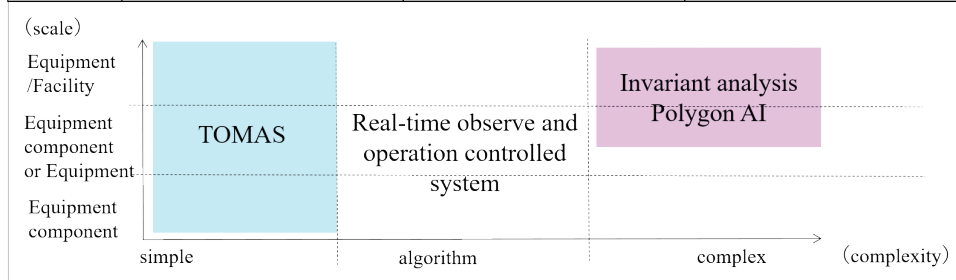 (scale)
Equipment
/Facility
Invariant analysis
Polygon AI
Equipment
component
or Equipment
TOMAS
Real-time observe and
operation controlled
system
Equipment
component
simple
algorithm
complex
(complexity)